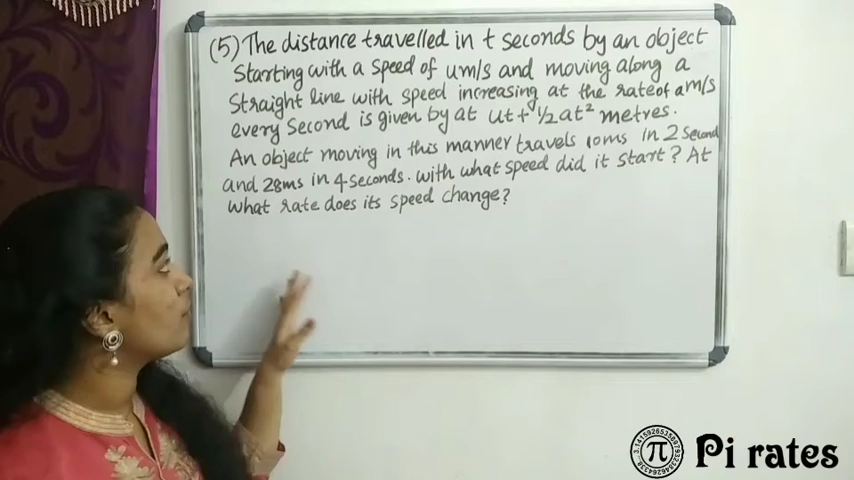 (5) The distance travelled in t seconds by an object
Starting with a speed of u m/s and moving along a
Straight line with speed increasing at the rate of a m/s
every second is given by at ut + 1/2 at² metres.
An object moving in this manner travels 10ms in 2 second
and 28ms in 4 seconds. with what speed did it start? At
what rate does its speed change?
3.14159265358979323846264338
π
Pi rates